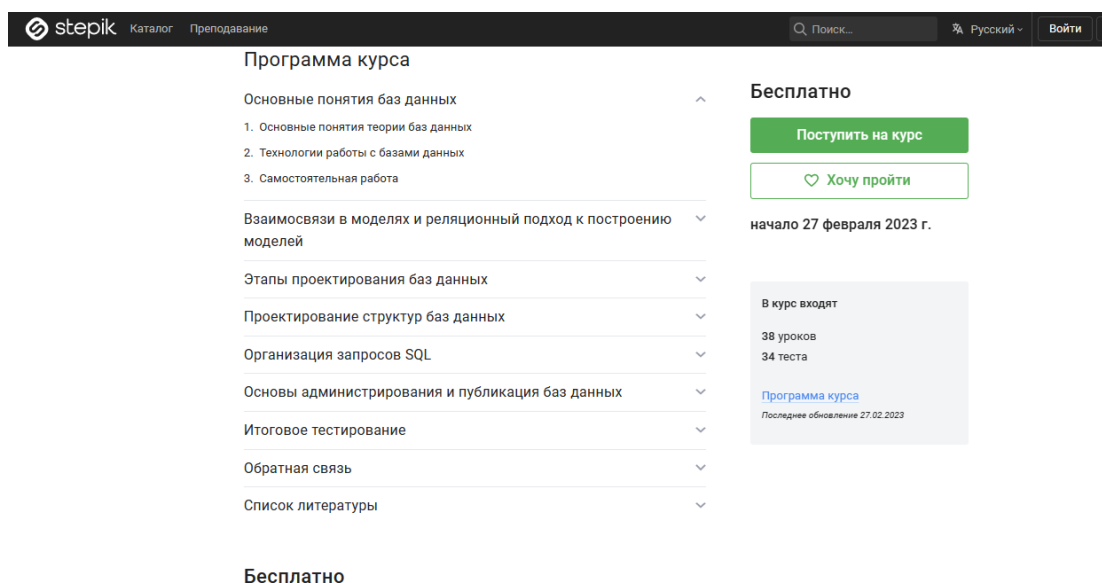 stepik Каталог Преподавание Поиск... Русский Войти
Программа курса
Основные понятия баз данных
1. Основные понятия теории баз данных
2. Технологии работы с базами данных
3. Самостоятельная работа
Взаимосвязи в моделях и реляционный подход к построению
моделей
Этапы проектирования баз данных
Проектирование структур баз данных
Организация запросов SQL
Основы администрирования и публикация баз данных
Итоговое тестирование
Обратная связь
Список литературы
Бесплатно
Бесплатно
Поступить на курс
Хочу пройти
начало 27 февраля 2023 г.
В курс входят
38 уроков
34 теста
Программа курса
Последнее обновление 27.02.2023